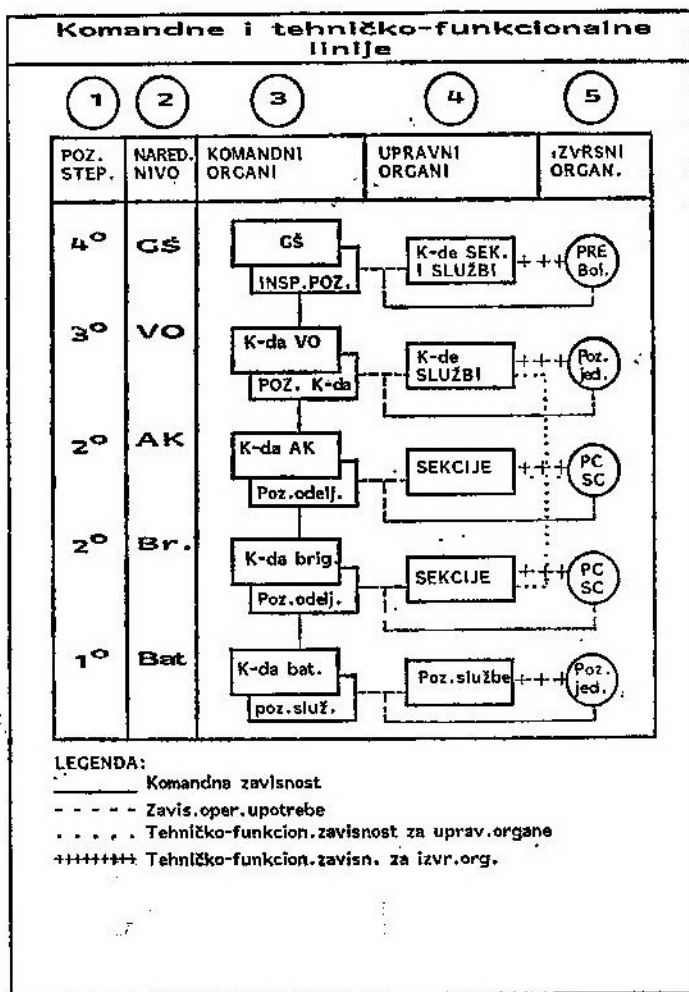 Komandne i tehničko-funkcionalne
linije
1 2 3 4 5
POZ. STEP.
NARED. NIVO
KOMANDNI ORGANI
UPRAVNI ORGANI
IZVRSNI ORGAN.
4° GŠ
GŠ
INSP.POZ.
K-de SEK.
I SLUŽBI
PRE
Bol.
3° VO
K-da VO
POZ. K-da
K-de
SLUŽBI
Poz.
jed.
2° AK
K-da AK
Poz.odelj.
SEKCIJE
PC
SC
2° Br.
K-da brig.
Poz.odelj.
SEKCIJE
PC
SC
1° Bat
K-da bat.
poz.služ.
Poz.službe
Poz.
jed.
LEGENDA:
Komandna zavisnost
Zavis.oper.upotrebe
Tehničko-funkcion.zavisnost za uprav.organe
Tehničko-funkcion.zavisn. za izvr.org.